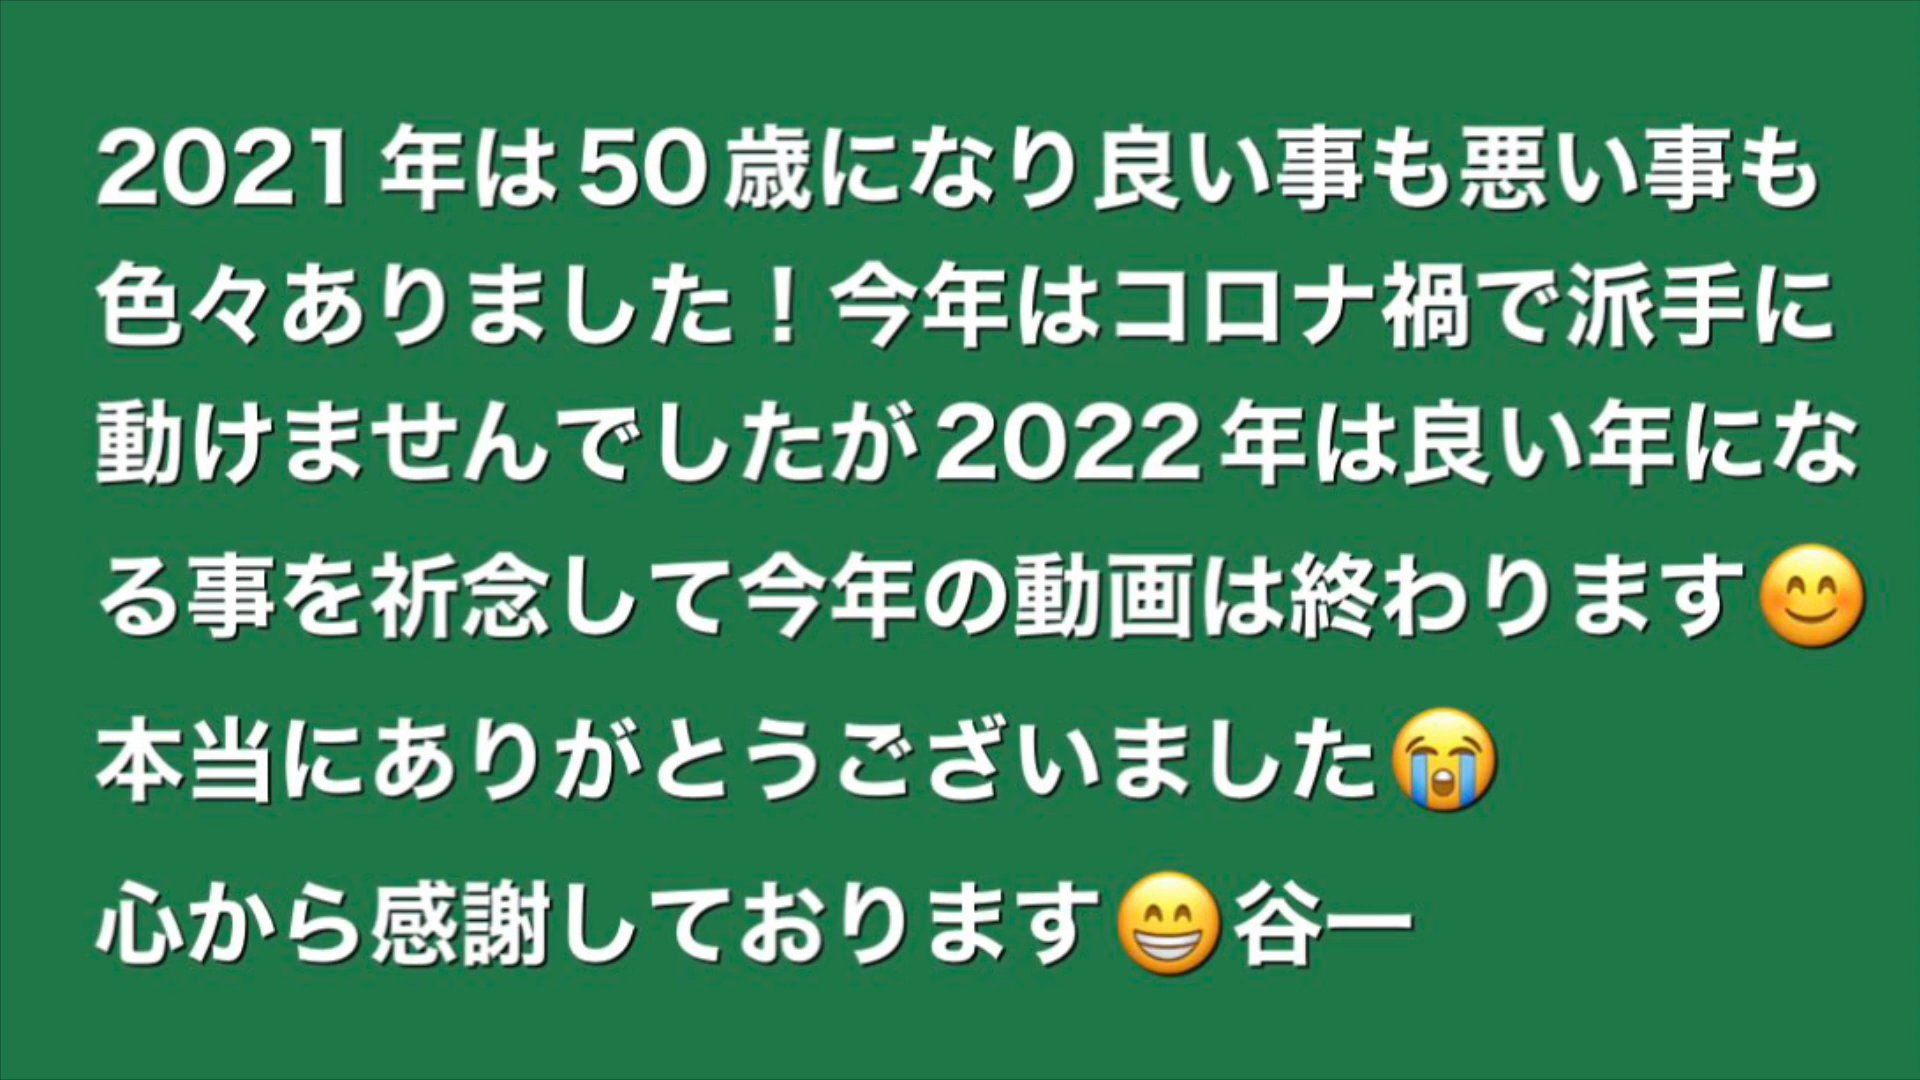 2021年は50歳になり良い事も悪い事も
色々ありました！今年はコロナ禍で派手に
動けませんでしたが2022年は良い年にな
る事を祈念して今年の動画は終わります😊
本当にありがとうございました😭
心から感謝しております😁谷一